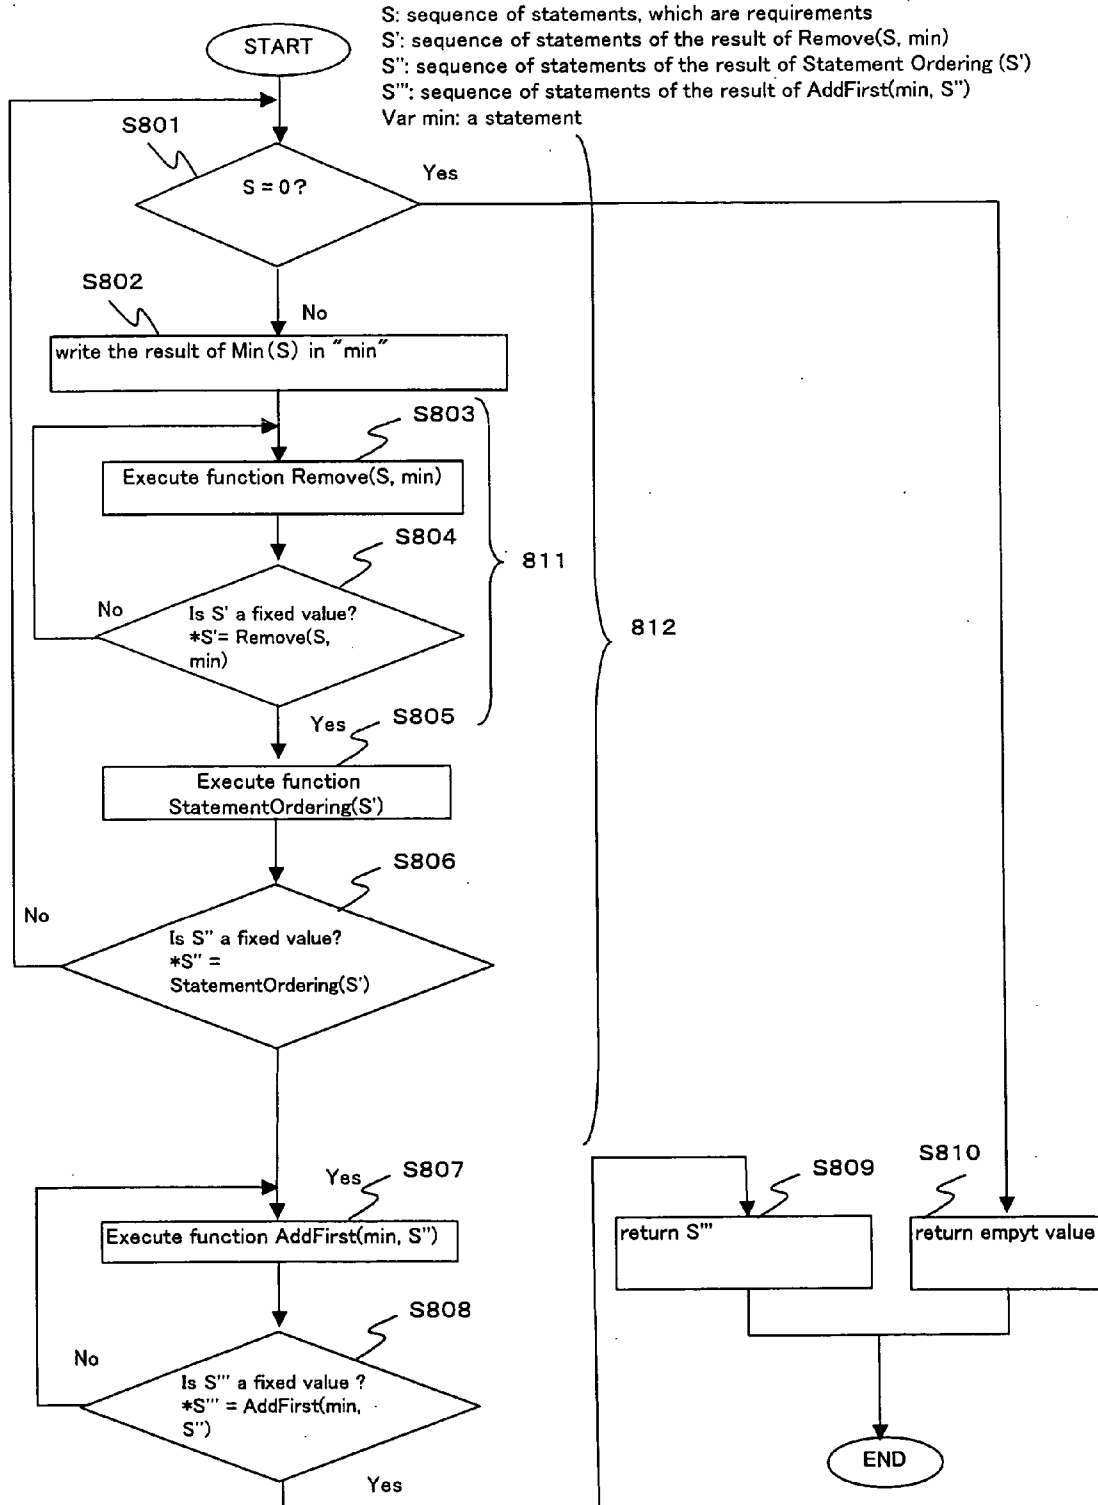 S: sequence of statements, which are requirements
START
S': sequence of statements of the result of Remove(S, min)
S'': sequence of statements of the result of Statement Ordering (S')
S''': sequence of statements of the result of AddFirst(min, S'')
Var min: a statement
S801
Yes
S = 0?
S802
No
write the result of Min(S) in "min"
S803
Execute function Remove(S, min)
S804
811
No
Is S' a fixed value?
*S'= Remove(S,
min)
812
Yes
S805
Execute function
StatementOrdering(S')
S806
No
Is S'' a fixed value?
*S'' =
StatementOrdering(S')
Yes
S807
S809
S810
Execute function AddFirst(min, S'')
return S'''
return empyt value
S808
No
Is S''' a fixed value ?
*S''' = AddFirst(min,
S'')
Yes
END